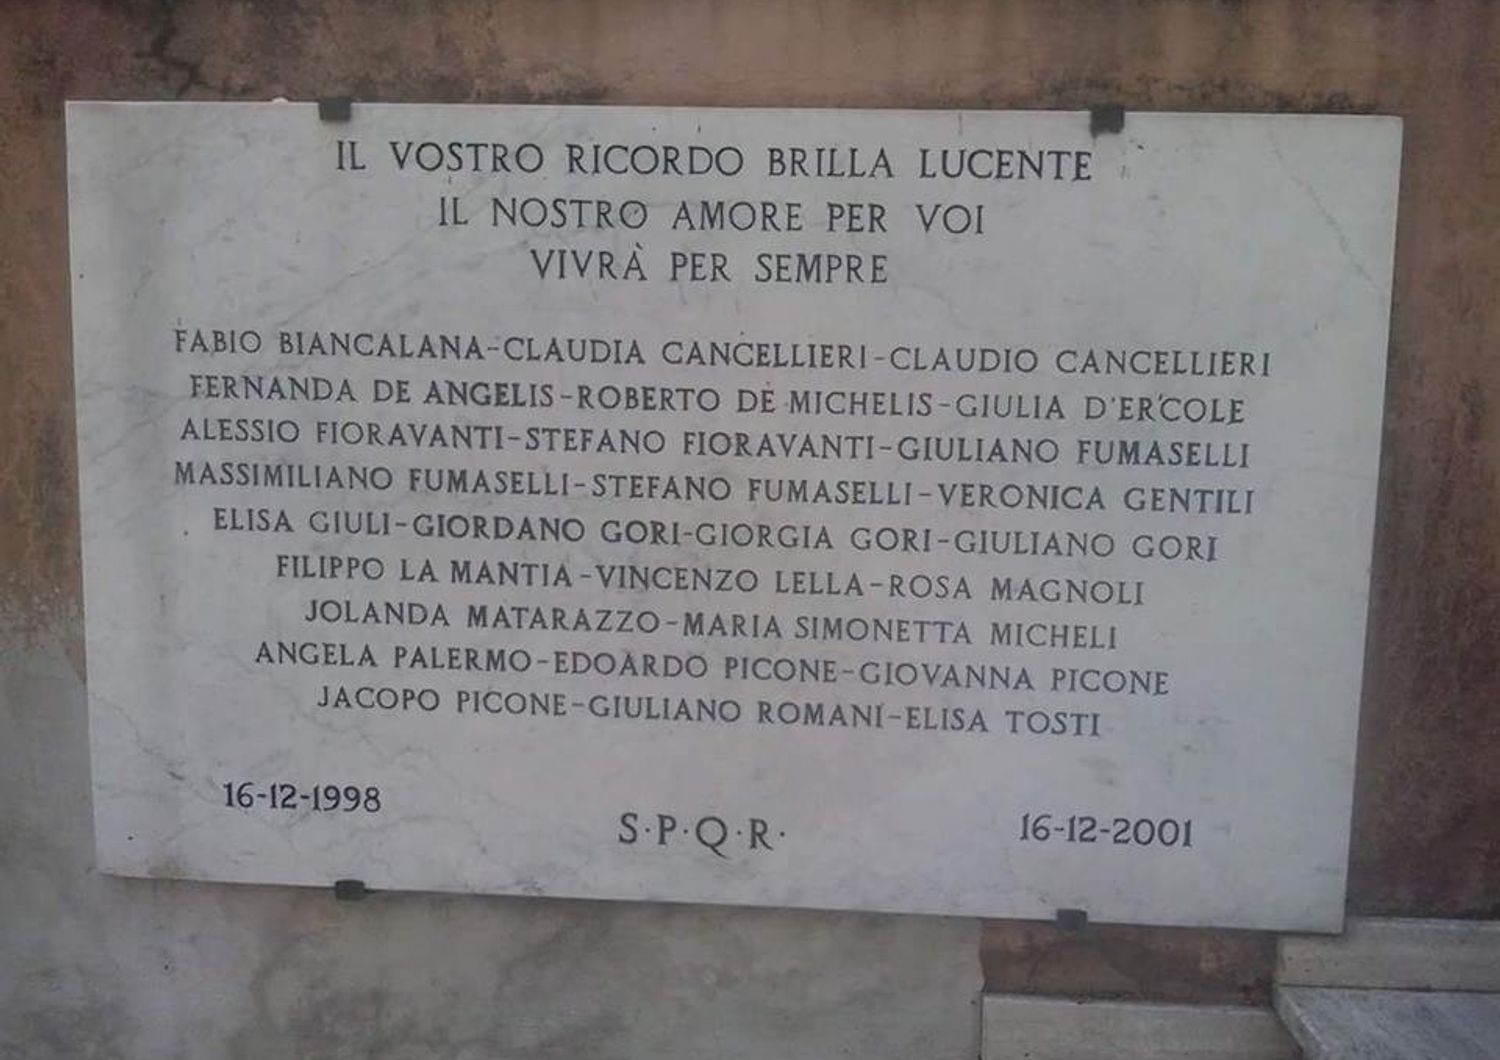 IL VOSTRO RICORDO BRILLA LUCENTE
IL NOSTRO AMORE PER VOI
VIVRÀ PER SEMPRE
FABIO BIANCALANA-CLAUDIA CANCELLIERI-CLAUDIO CANCELLIERI
FERNANDA DE ANGELIS-ROBERTO DE MICHELIS-GIULIA D'ERCOLE
ALESSIO FIORAVANTI-STEFANO FIORAVANTI-GIULIANO FUMASELLI
MASSIMILIANO FUMASELLI-STEFANO FUMASELLI-VERONICA GENTILI
ELISA GIULI-GIORDANO GORI-GIORGIA GORI-GIULIANO GORI
FILIPPO LA MANTIA-VINCENZO LELLA-ROSA MAGNOLI
JOLANDA MATARAZZO-MARIA SIMONETTA MICHELI
ANGELA PALERMO-EDOARDO PICONE-GIOVANNA PICONE
JACOPO PICONE-GIULIANO ROMANI-ELISA TOSTI
16-12-1998
S·P·Q·R·
16-12-2001